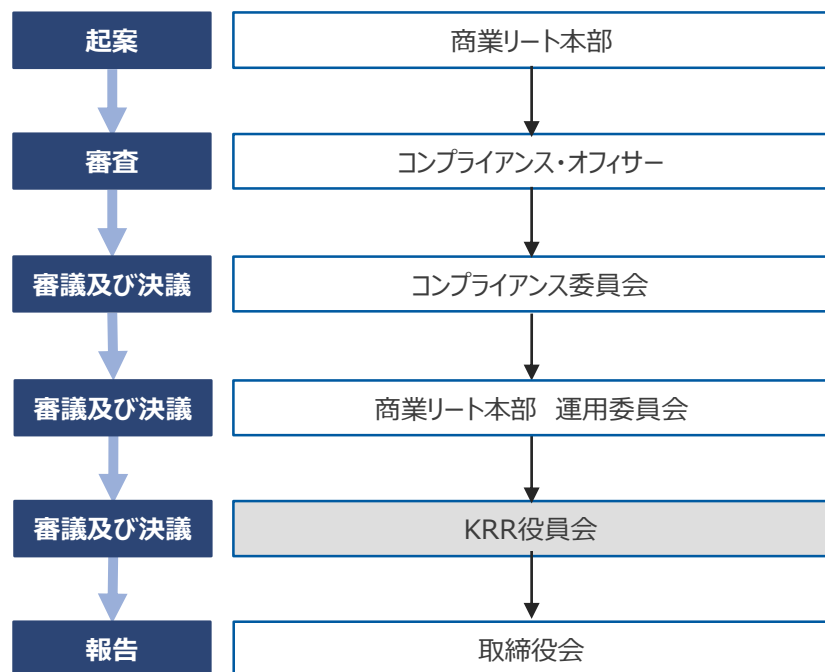 起案
商業リート本部
審査
コンプライアンス・オフィサー
審議及び決議
コンプライアンス委員会
審議及び決議
商業リート本部　運用委員会
審議及び決議
KRR役員会
報告
取締役会